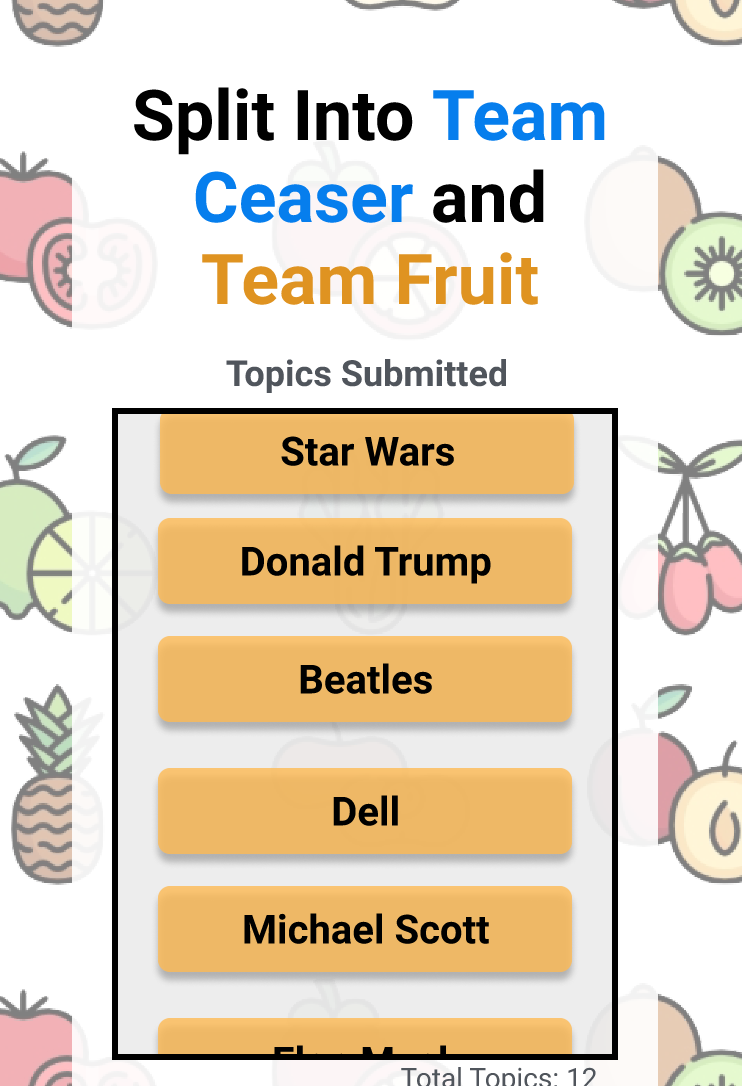 Split Into Team
Ceaser and
Team Fruit
Topics Submitted
Star Wars
Donald Trump
Beatles
Dell
Michael Scott
Total Topics: 12